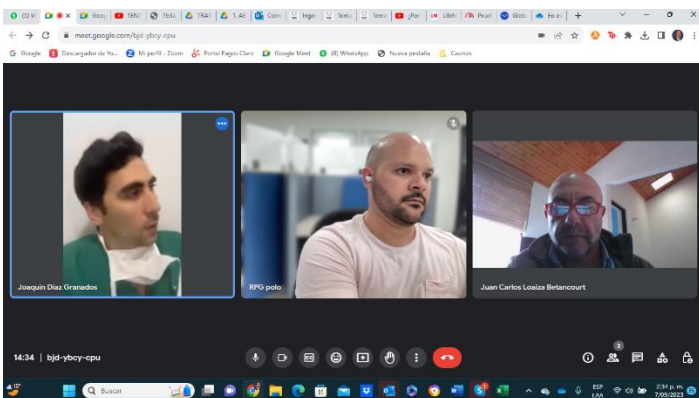 meet.google.com/bjd-ybcy-cpu
Google Descargador de Yo... Mi perfil - Zoom Portal Pagos Claro Google Meet (8) WhatsApp Nueva pestaña Casinos
Joaquin Diaz Granados
RPG polo
Juan Carlos Loaiza Betancourt
3
14:34 | bjd-ybcy-cpu
15°
Buscar
ESP
LAA
2:34 p. m.
7/09/2023